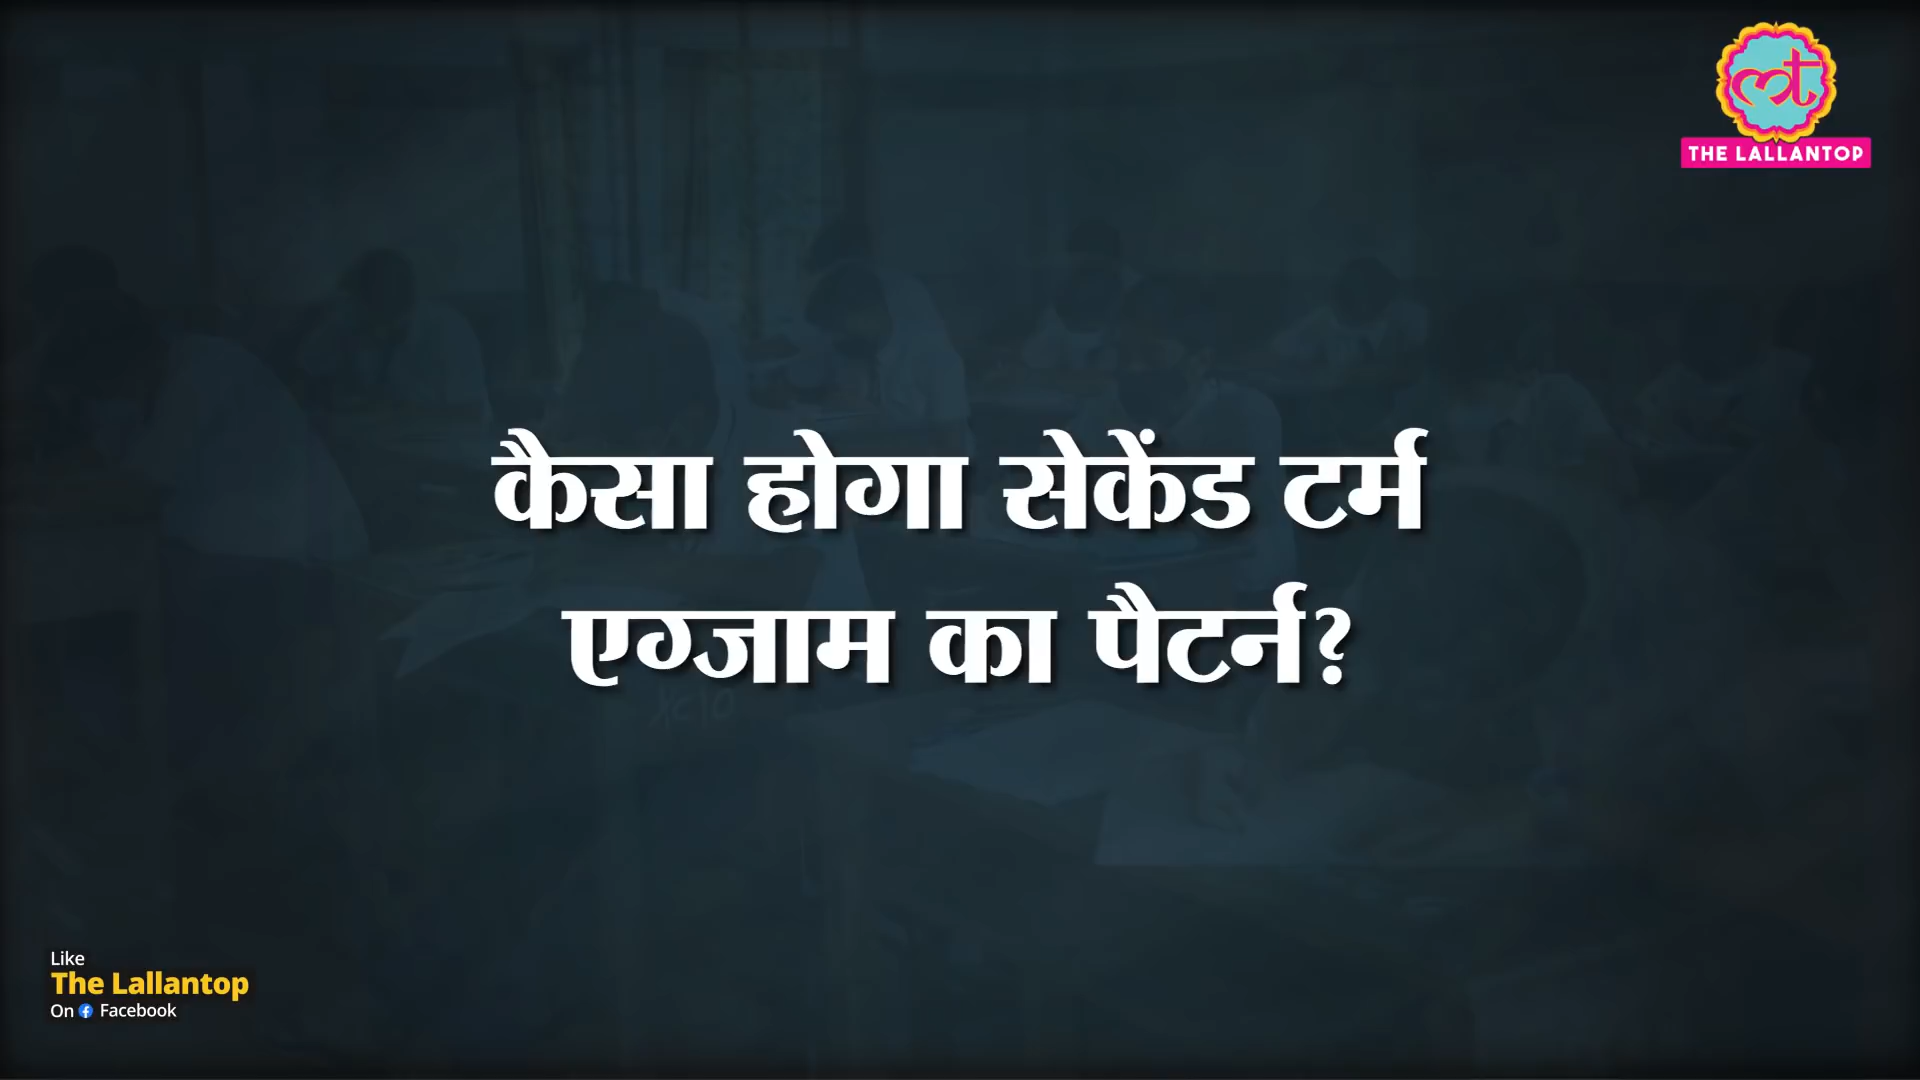 THE LALLANTOP
कैसा होगा सेकेंड टर्म
एग्जाम का पैटर्न?
Like
The Lallantop
On Facebook